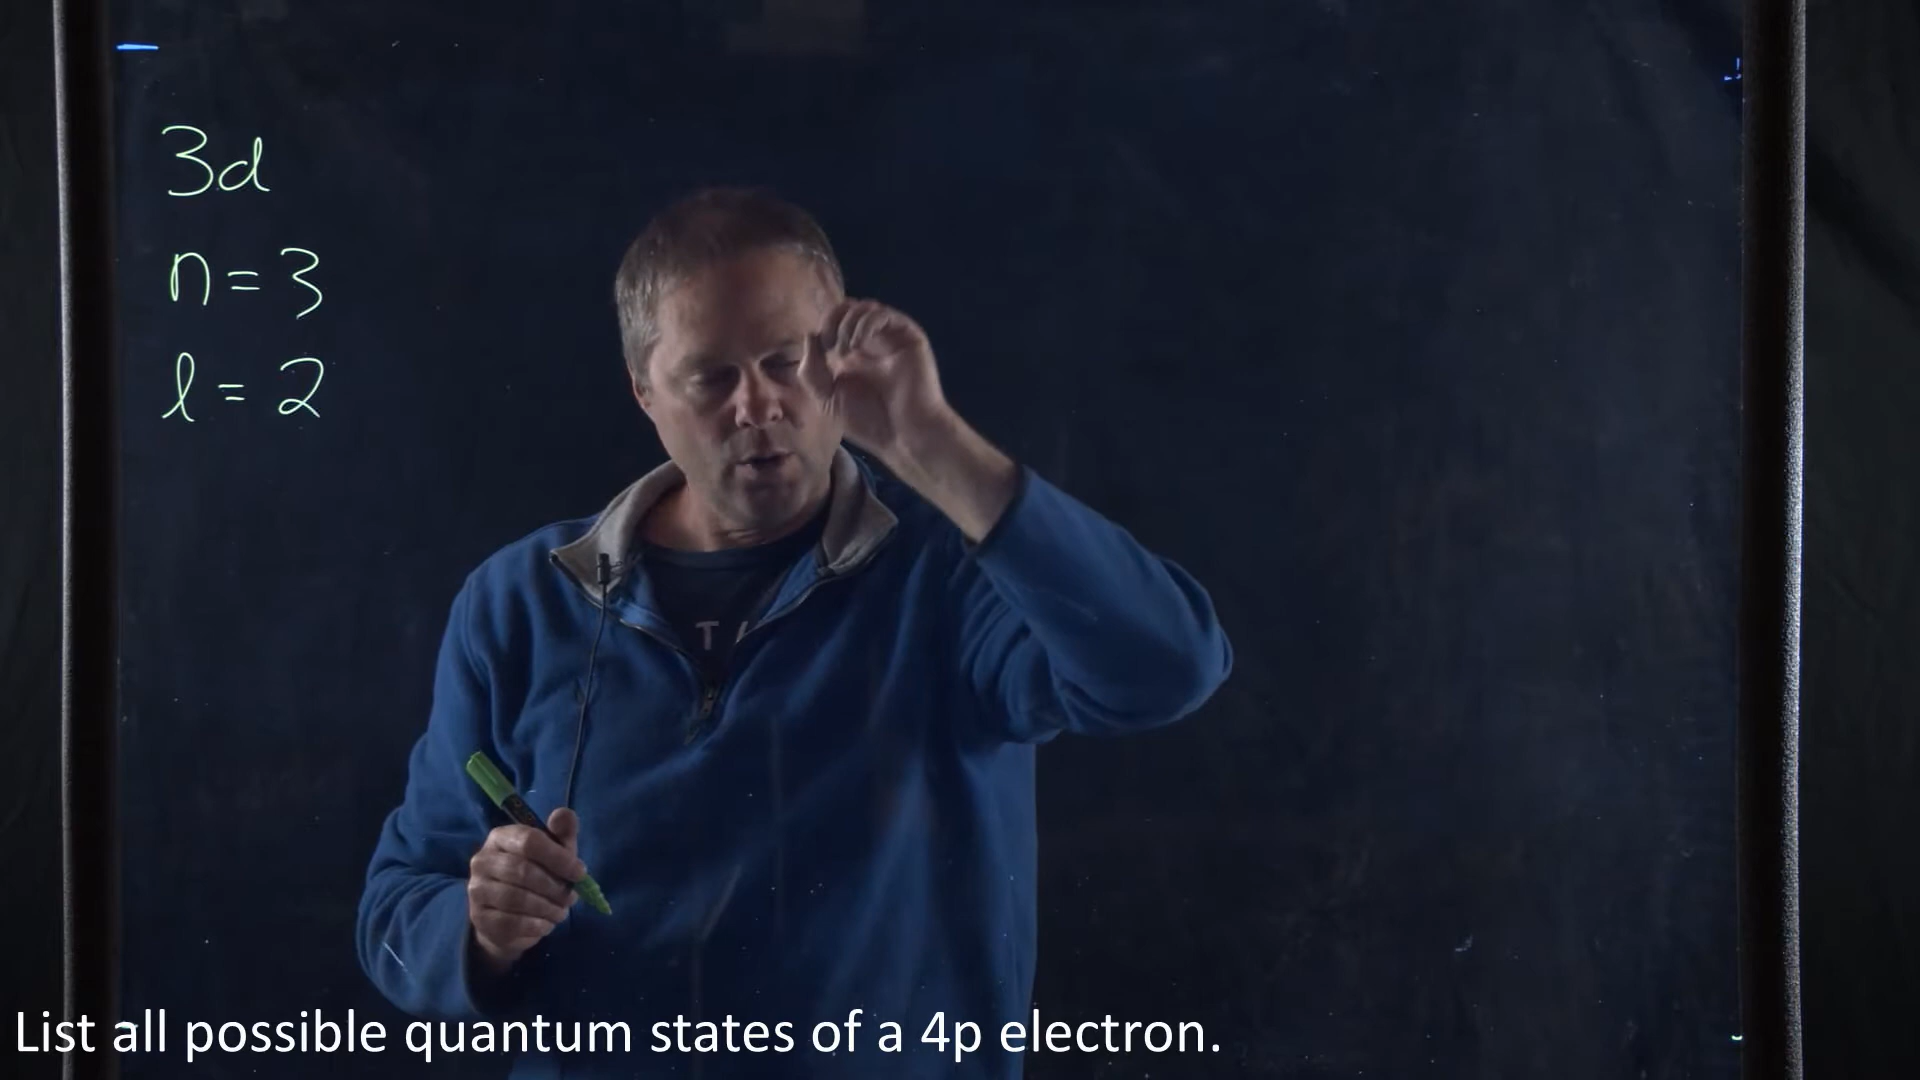 3d
n = 3
l = 2
T
List all possible quantum states of a 4p electron.